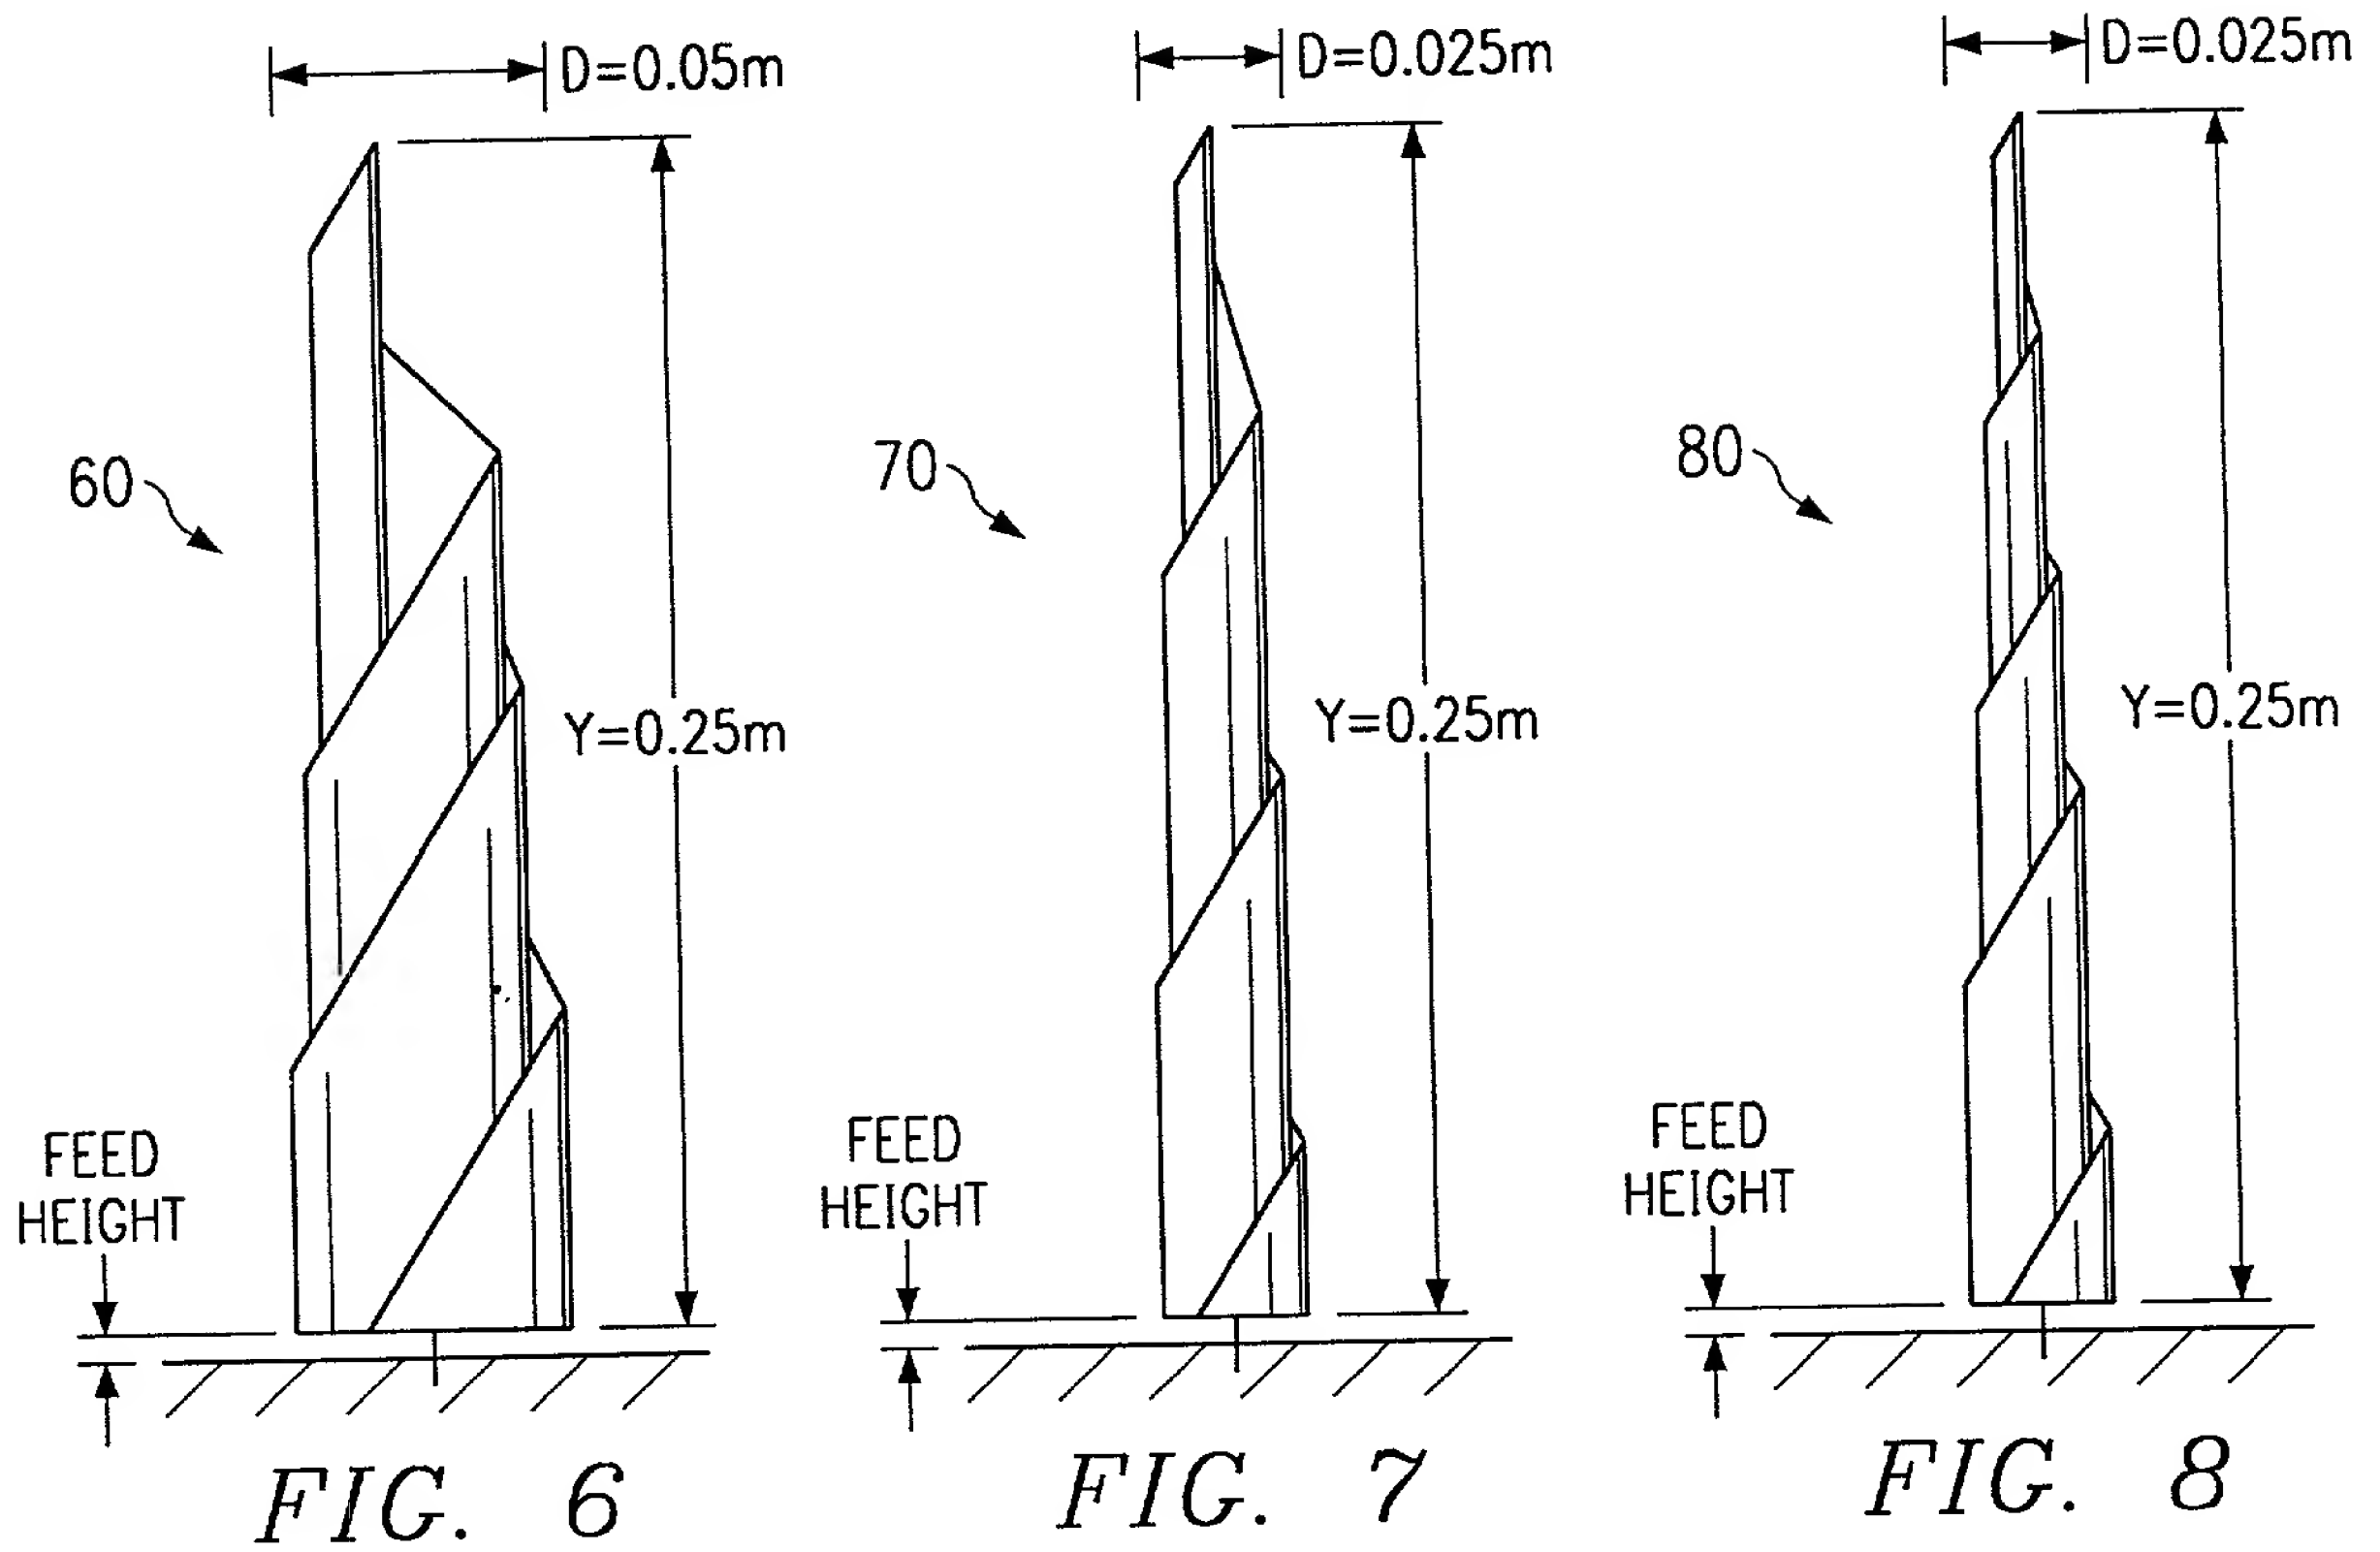 D=0.05m
60
Y=0.25m
FEED
HEIGHT
FIG. 6
D=0.025m
70
Y=0.25m
FEED
HEIGHT
FIG. 7
D=0.025m
80
Y=0.25m
FEED
HEIGHT
FIG. 8